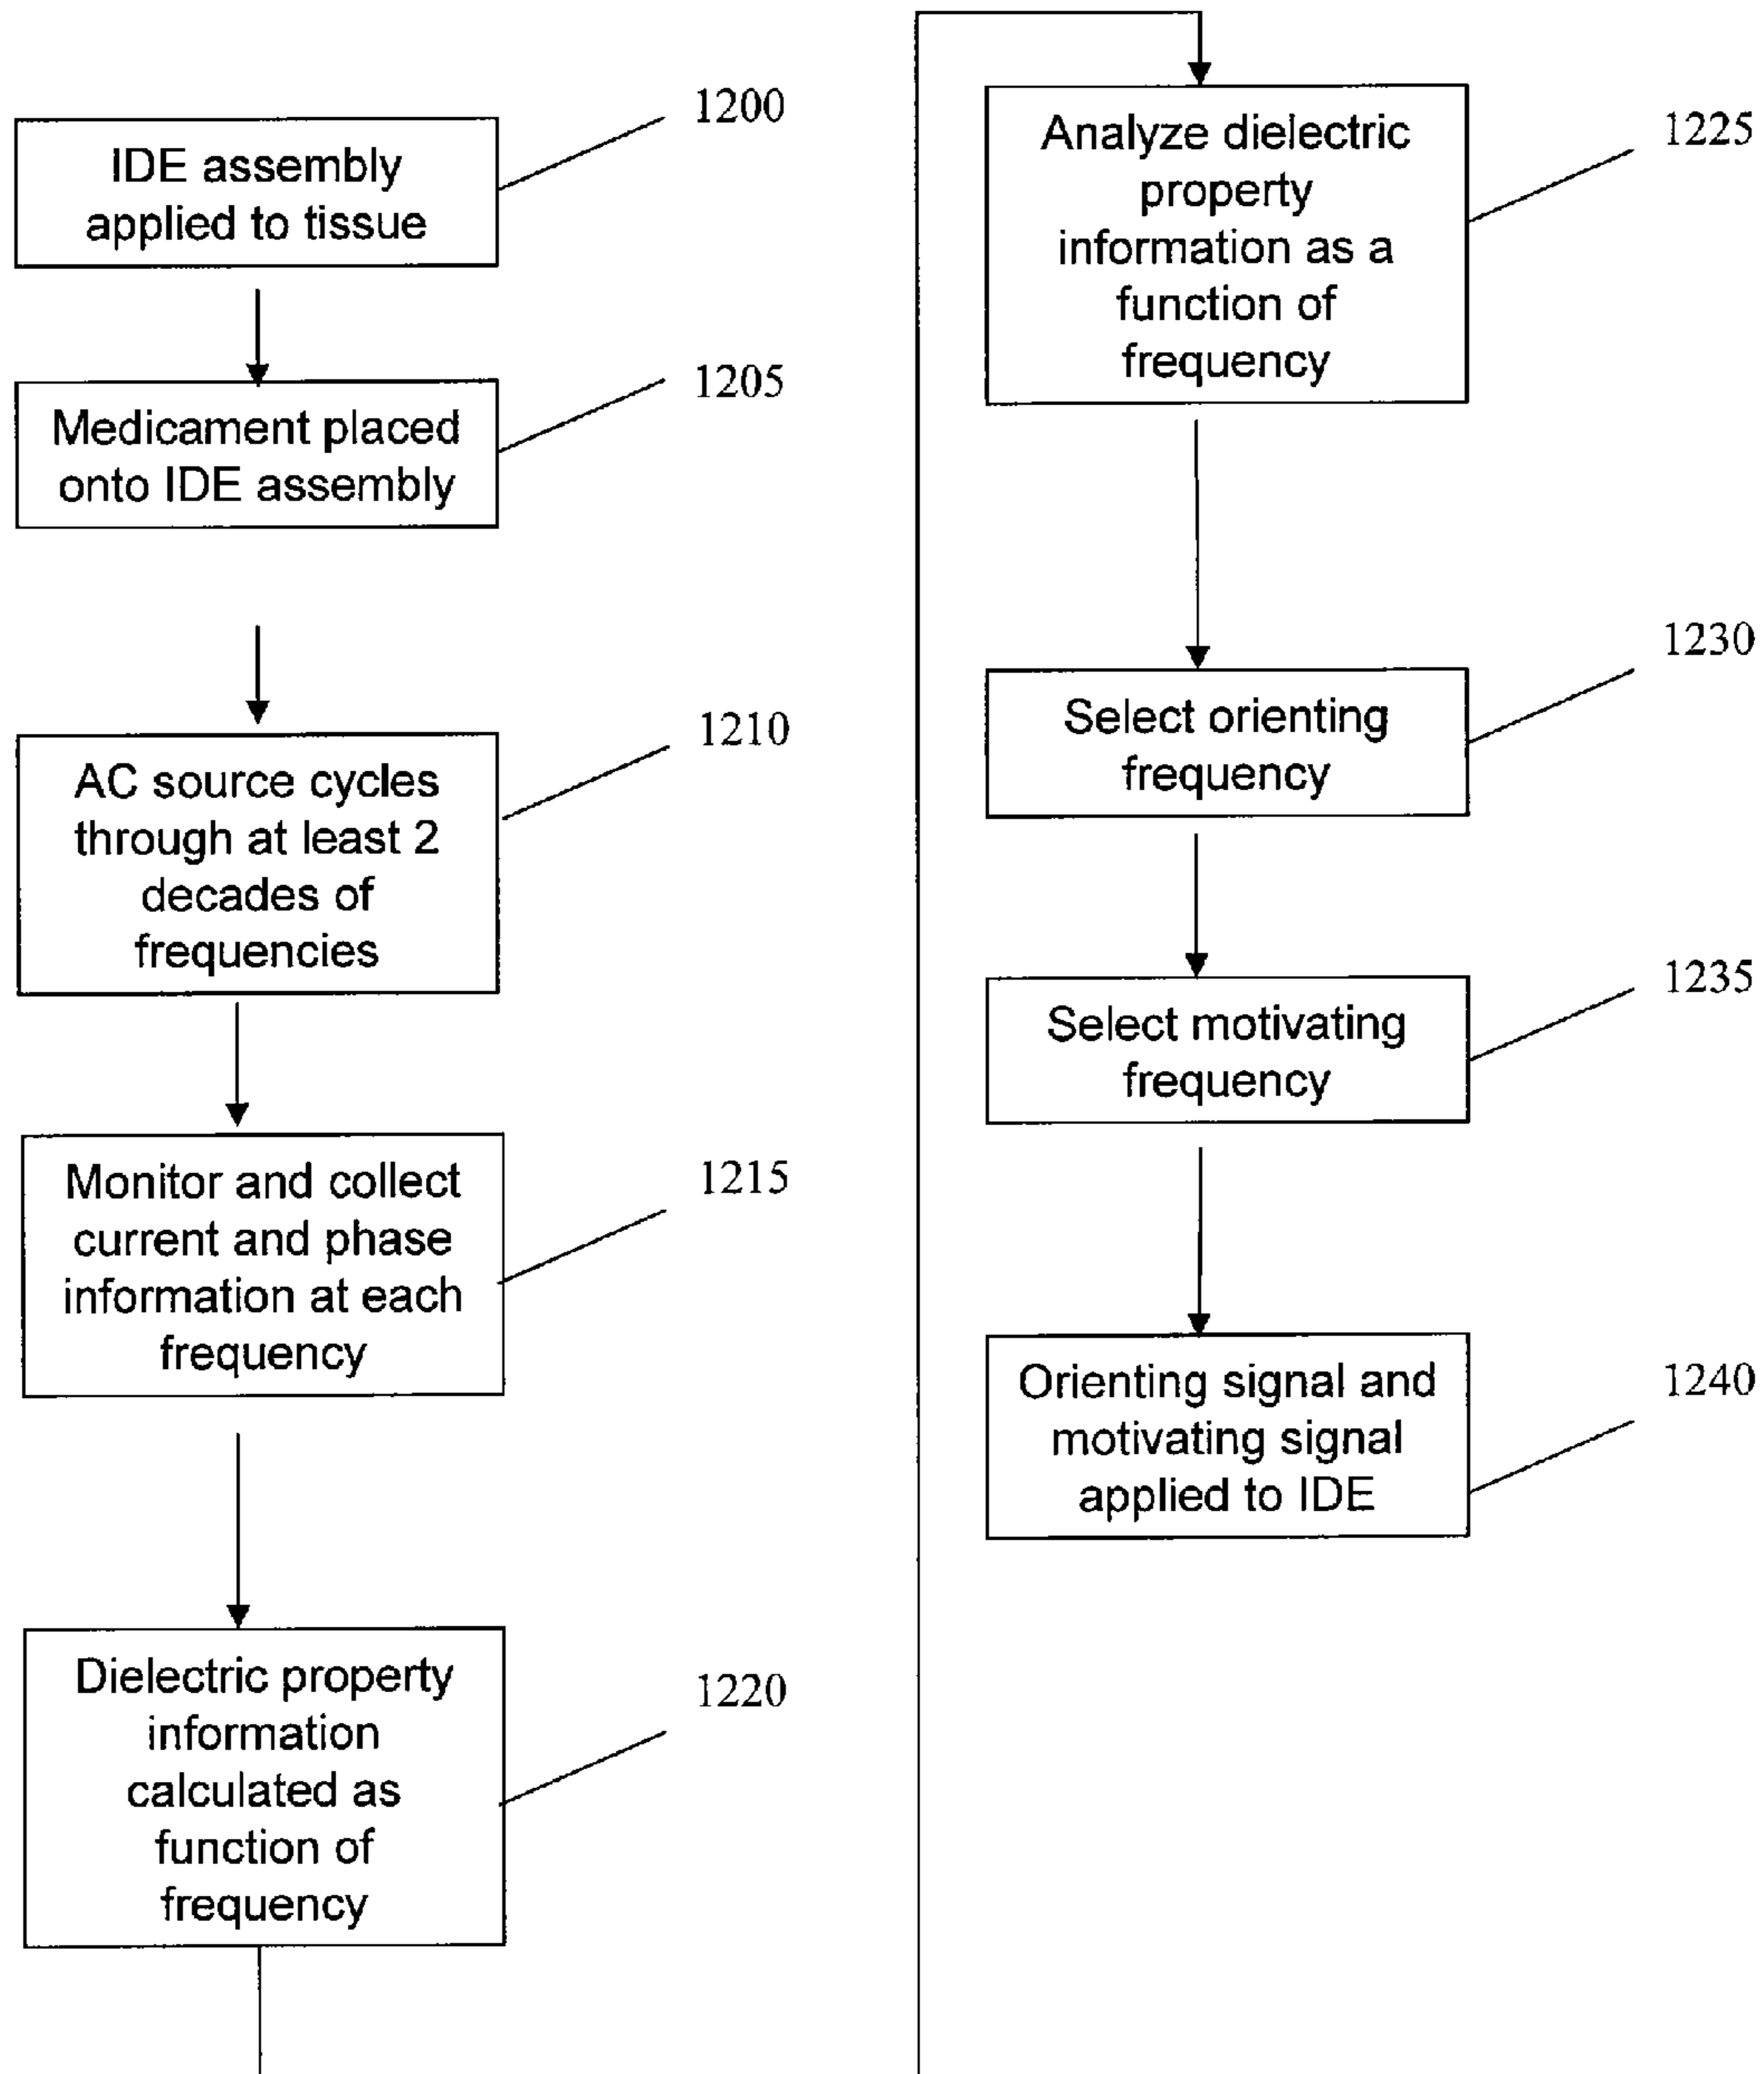 IDE assembly
applied to tissue
1200
Medicament placed
onto IDE assembly
1205
AC source cycles
through at least 2
decades of
frequencies
1210
Monitor and collect
current and phase
information at each
frequency
1215
Dielectric property
information
calculated as
function of
frequency
1220
Analyze dielectric
property
information as a
function of
frequency
1225
Select orienting
frequency
1230
Select motivating
frequency
1235
Orienting signal and
motivating signal
applied to IDE
1240